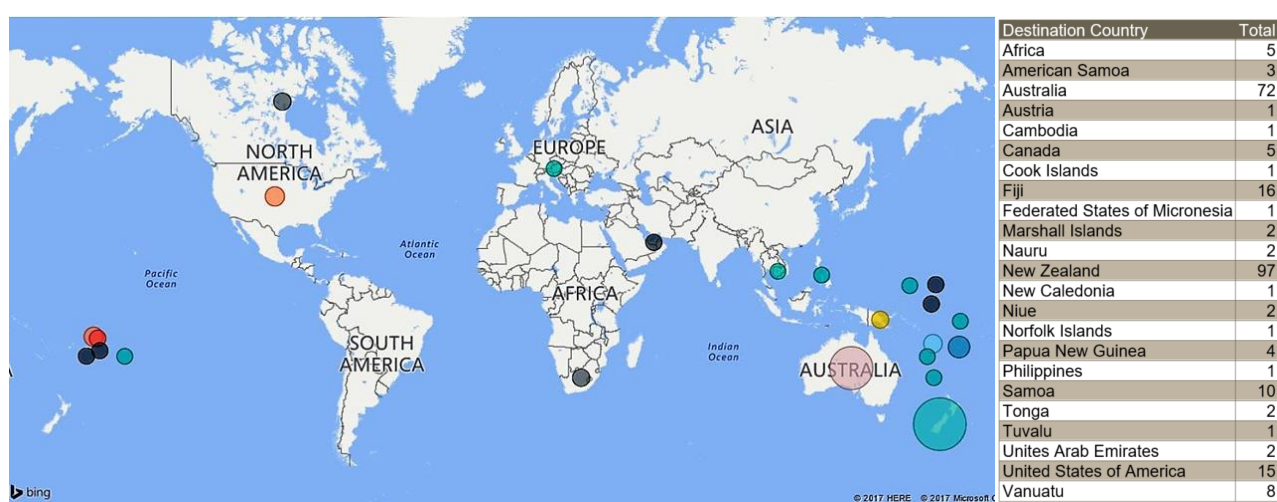 NORTH
AMERICA
EUROPE
ASIA
Atlantic
Ocean
Pacific
Ocean
AFRICA
SOUTH
AMERICA
Indian
Ocean
AUSTRALIA
bing
© 2017 HERE © 2017 Microsoft C
Destination Country Total
Africa 5
American Samoa 3
Australia 72
Austria 1
Cambodia 1
Canada 5
Cook Islands 1
Fiji 16
Federated States of Micronesia 1
Marshall Islands 2
Nauru 2
New Zealand 97
New Caledonia 1
Niue 2
Norfolk Islands 1
Papua New Guinea 4
Philippines 1
Samoa 10
Tonga 2
Tuvalu 1
Unites Arab Emirates 2
United States of America 15
Vanuatu 8